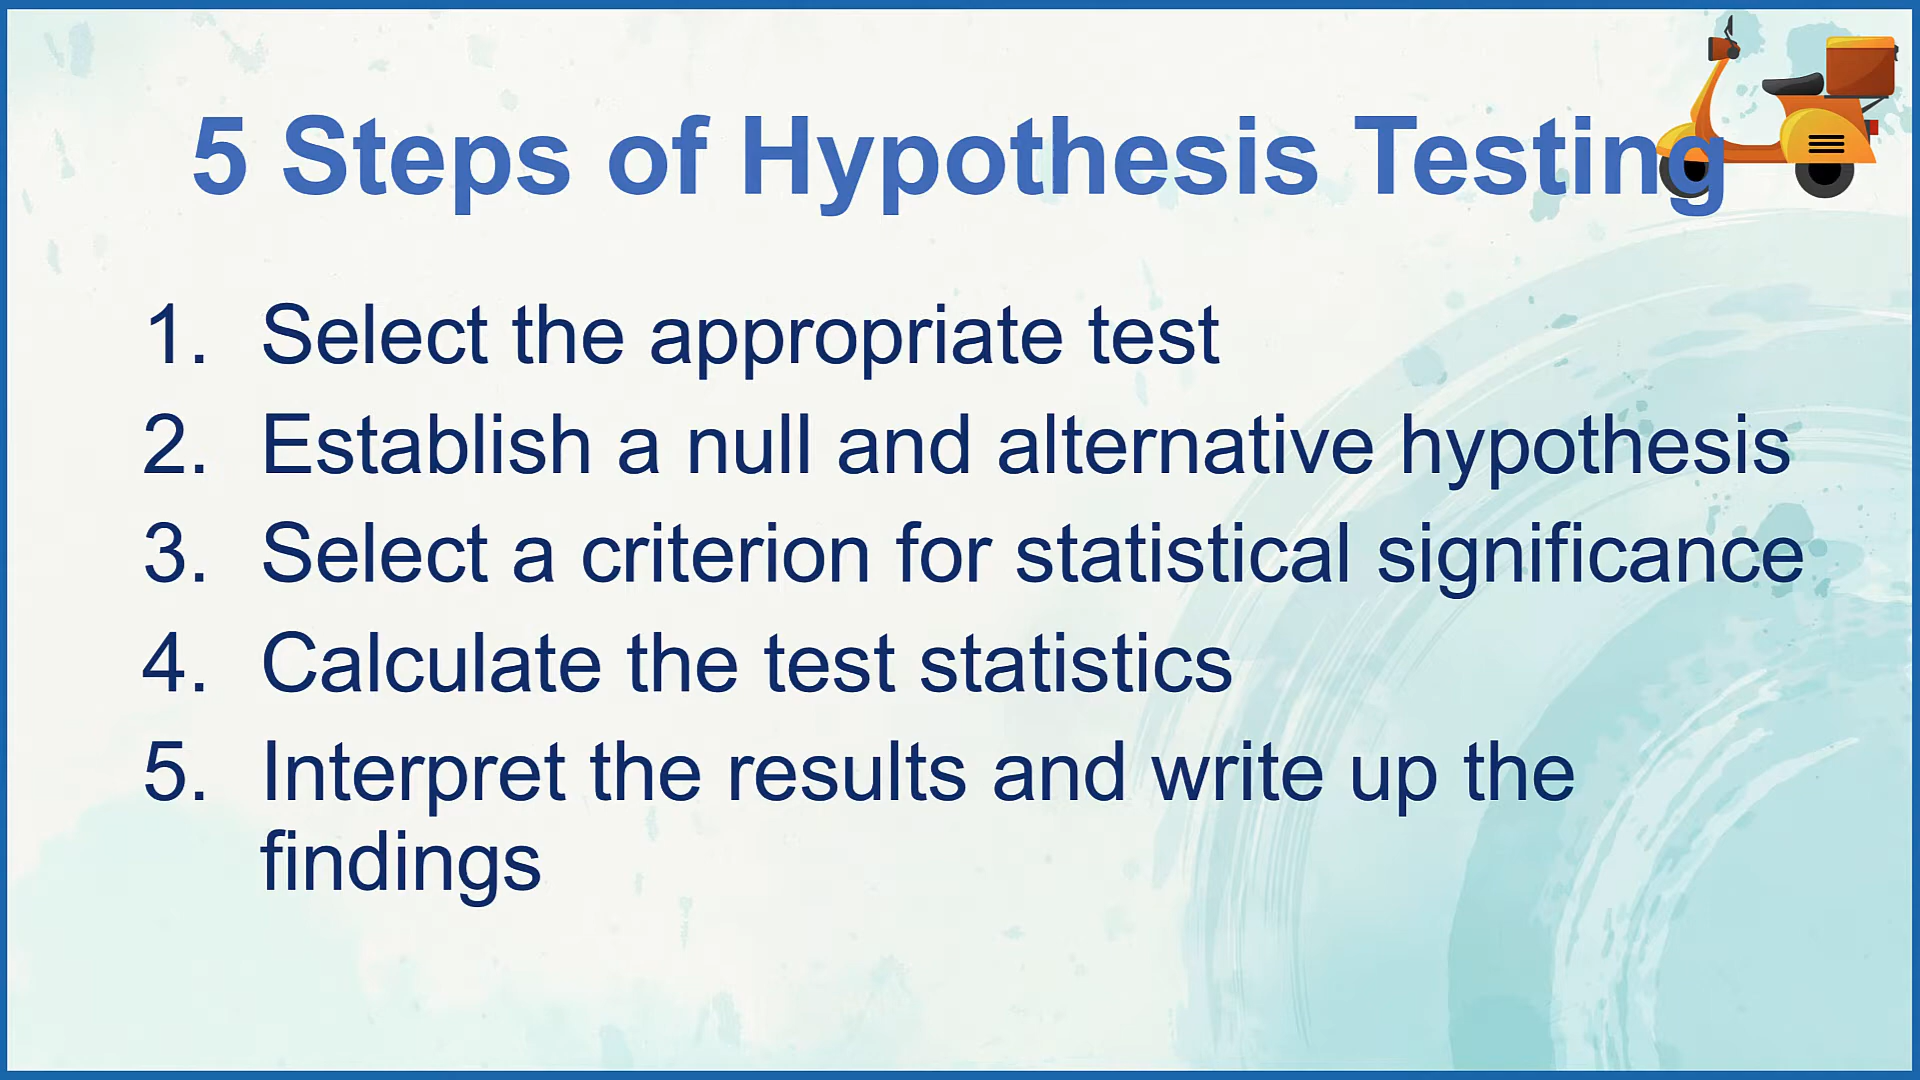 5 Steps of Hypothesis Testing
1. Select the appropriate test
2. Establish a null and alternative hypothesis
3. Select a criterion for statistical significance
4. Calculate the test statistics
5. Interpret the results and write up the
findings